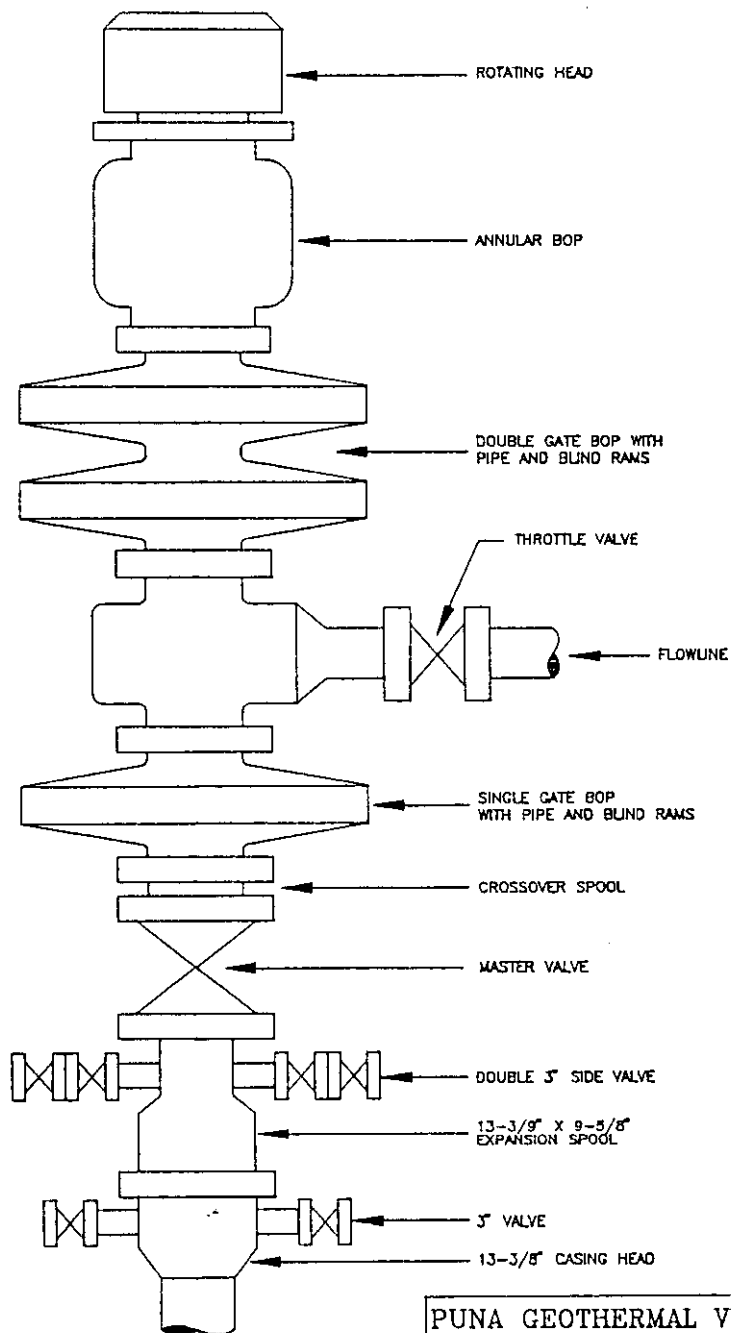 ROTATING HEAD
ANNULAR BOP
DOUBLE GATE BOP WITH
PIPE AND BLIND RAMS
THROTTLE VALVE
FLOWLINE
SINGLE GATE BOP
WITH PIPE AND BLIND RAMS
CROSSOVER SPOOL
MASTER VALVE
DOUBLE 3" SIDE VALVE
13-3/9" X 9-5/8"
EXPANSION SPOOL
3" VALVE
13-3/8" CASING HEAD
PUNA GEOTHERMAL V